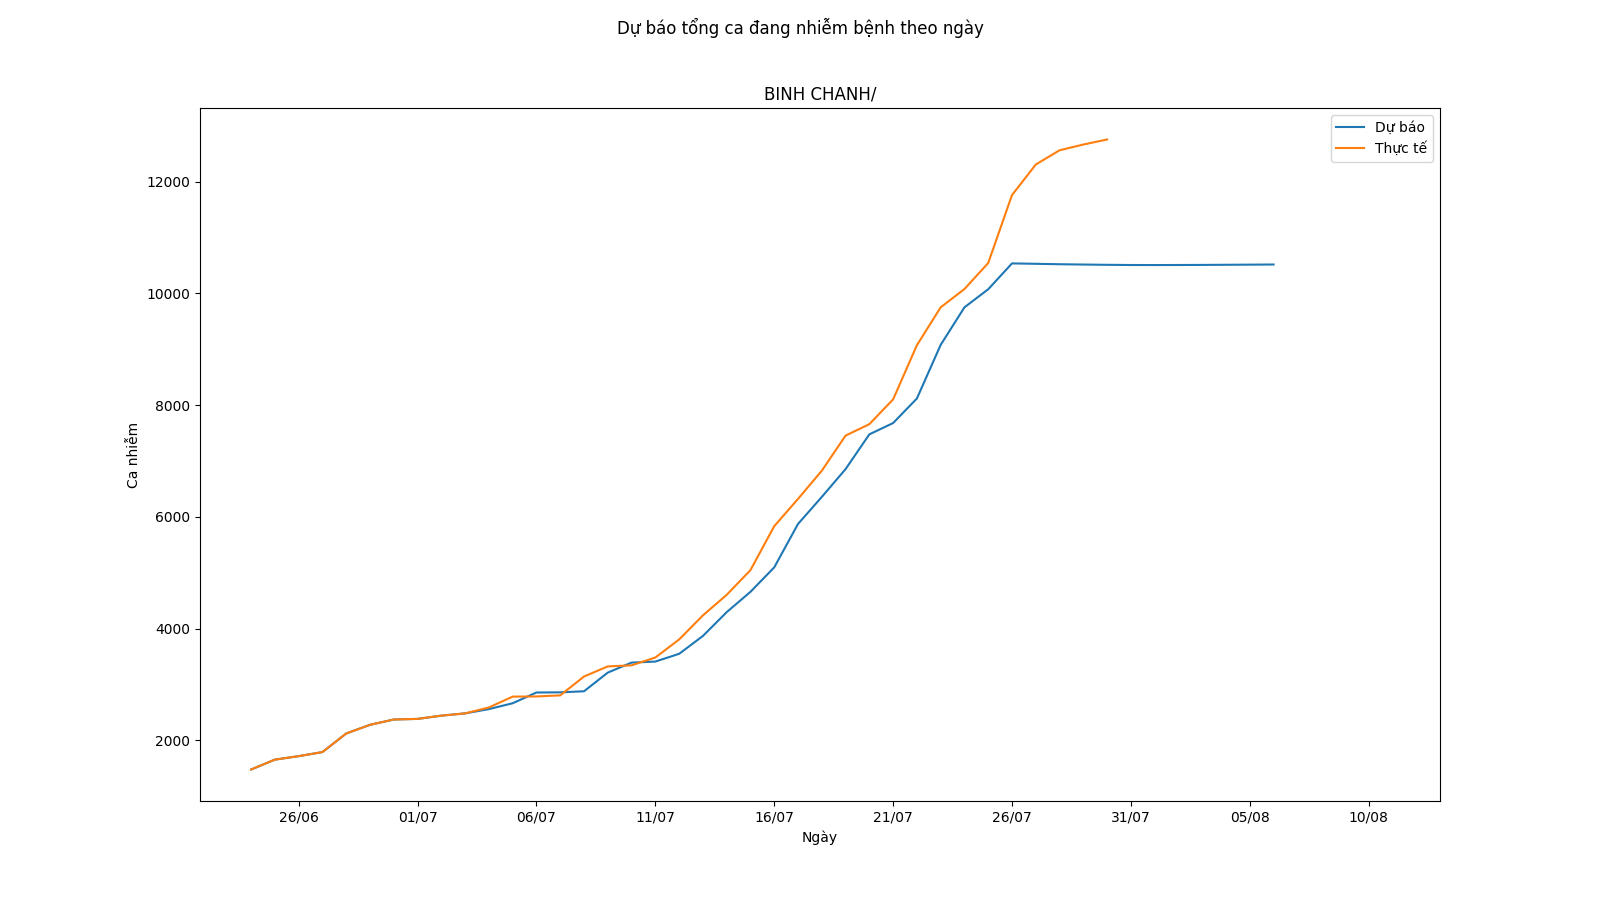 Dự báo tổng ca đang nhiễm bệnh theo ngày
BINH CHANH/
Dự báo
Thực tế
12000
10000
8000
6000
4000
2000
Ca nhiễm
26/06
01/07
06/07
11/07
16/07
21/07
26/07
31/07
05/08
10/08
Ngày